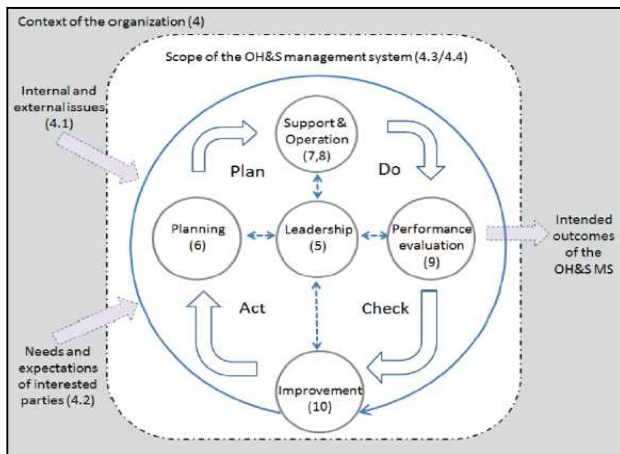 Context of the organization (4)
Scope of the OH&S management system (4.3/4.4)
Internal and
external issues
(4.1)
Support &
Operation
(7,8)
Plan
Do
Planning
(6)
Leadership
(5)
Performance
evaluation
(9)
Intended
outcomes
of the
OH&S MS
Act
Check
Needs and
expectations
of interested
parties (4.2)
Improvement
(10)